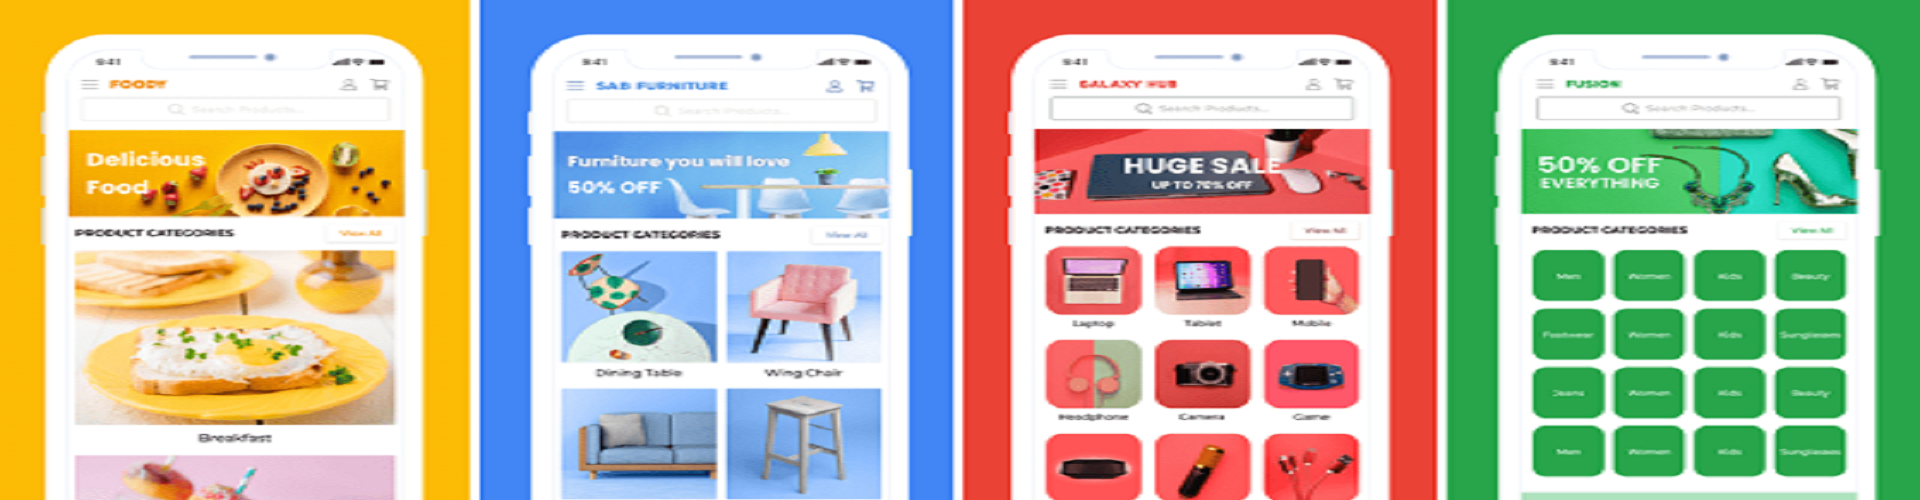 9:41
FOODY
Search Products...
Delicious
Food
PRODUCT CATEGORIES
View All
Breakfast
9:41
SAB FURNITURE
Search Products...
Furniture you will love
50% OFF
PRODUCT CATEGORIES
View All
Dining Table
Wing Chair
9:41
GALAXY HUB
Search Products...
HUGE SALE
UP TO 70% OFF
PRODUCT CATEGORIES
View All
Laptop
Tablet
Mobile
Headphone
Camera
Game
9:41
FUSION
Search Products...
50% OFF
EVERYTHING
PRODUCT CATEGORIES
View All
Men
Women
Kids
Beauty
Footwear
Women
Kids
Sunglasses
Jeans
Women
Kids
Beauty
Men
Women
Kids
Sunglasses